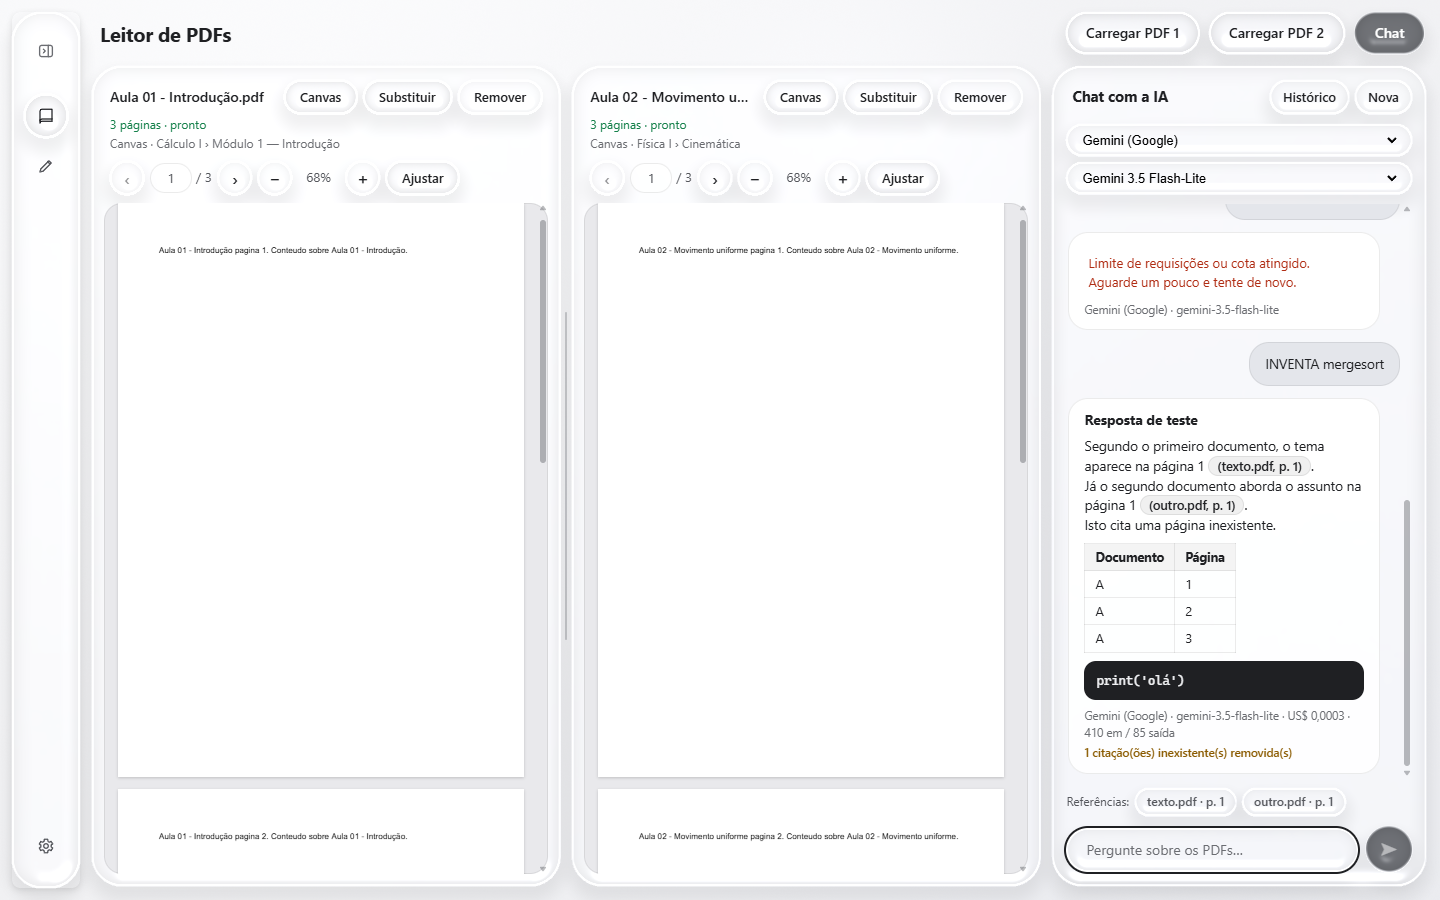 Leitor de PDFs
Carregar PDF 1
Carregar PDF 2
Chat
Aula 01 - Introdução.pdf
Canvas
Substituir
Remover
3 páginas · pronto
Canvas · Cálculo I › Módulo 1 — Introdução
‹
1
/ 3
›
−
68%
+
Ajustar
Aula 01 - Introdução pagina 1. Conteudo sobre Aula 01 - Introdução.
Aula 01 - Introdução pagina 2. Conteudo sobre Aula 01 - Introdução.
Aula 02 - Movimento u...
Canvas
Substituir
Remover
3 páginas · pronto
Canvas · Física I › Cinemática
‹
1
/ 3
›
−
68%
+
Ajustar
Aula 02 - Movimento uniforme pagina 1. Conteudo sobre Aula 02 - Movimento uniforme.
Aula 02 - Movimento uniforme pagina 2. Conteudo sobre Aula 02 - Movimento uniforme.
Chat com a IA
Histórico
Nova
Gemini (Google)
Gemini 3.5 Flash-Lite
Limite de requisições ou cota atingido.
Aguarde um pouco e tente de novo.
Gemini (Google) · gemini-3.5-flash-lite
INVENTA mergesort
Resposta de teste
Segundo o primeiro documento, o tema
aparece na página 1 (texto.pdf, p. 1).
Já o segundo documento aborda o assunto na
página 1 (outro.pdf, p. 1).
Isto cita uma página inexistente.
Documento Página
A 1
A 2
A 3
print('olá')
Gemini (Google) · gemini-3.5-flash-lite · US$ 0,0003 ·
410 em / 85 saída
1 citação(ões) inexistente(s) removida(s)
Referências: texto.pdf · p. 1 outro.pdf · p. 1
Pergunte sobre os PDFs...